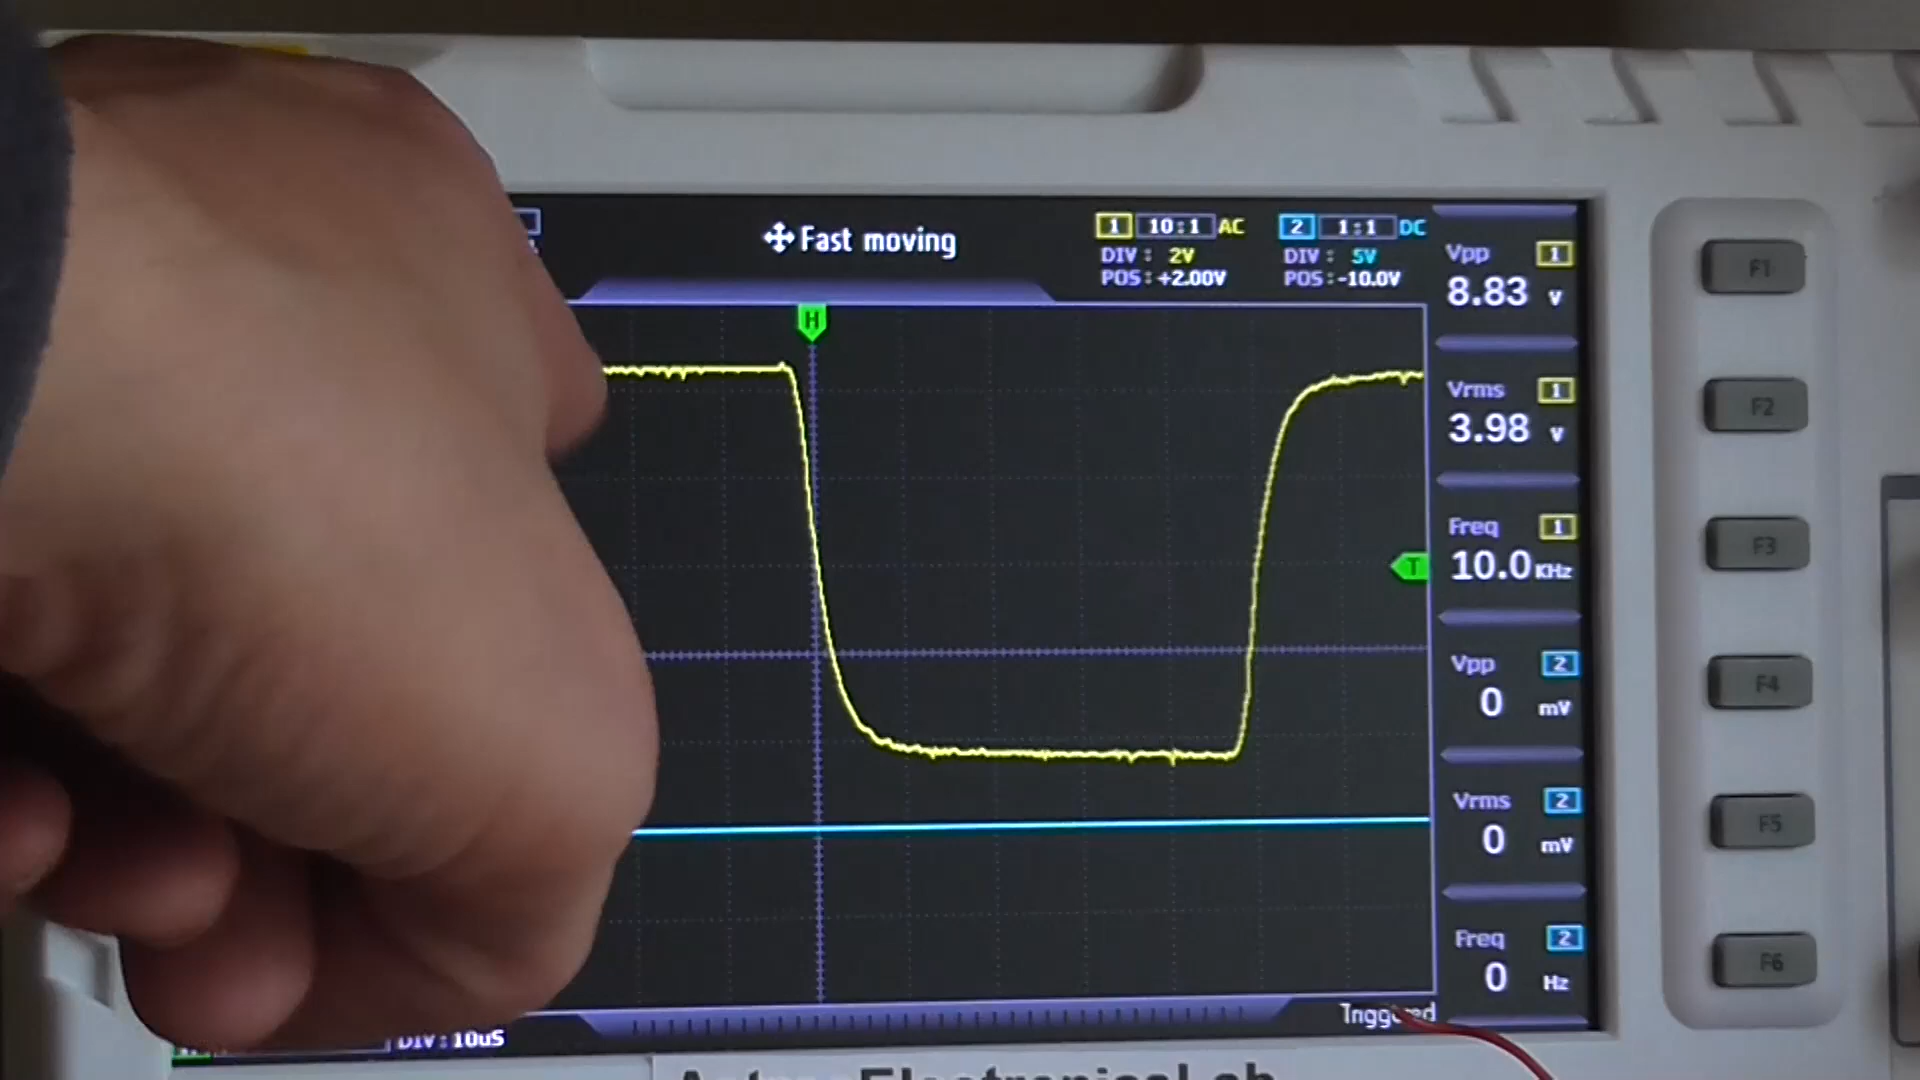 Fast moving
1 10:1 AC
DIV: 2V
POS:+2.00V
2 1:1 DC
DIV: 5V
POS:-10.0V
H
T
Vpp 1
8.83 V
Vrms 1
3.98 V
Freq 1
10.0KHz
Vpp 2
0 mV
Vrms 2
0 mV
Freq 2
0 Hz
F1
F2
F3
F4
F5
F6
DIV:10uS
Triggered